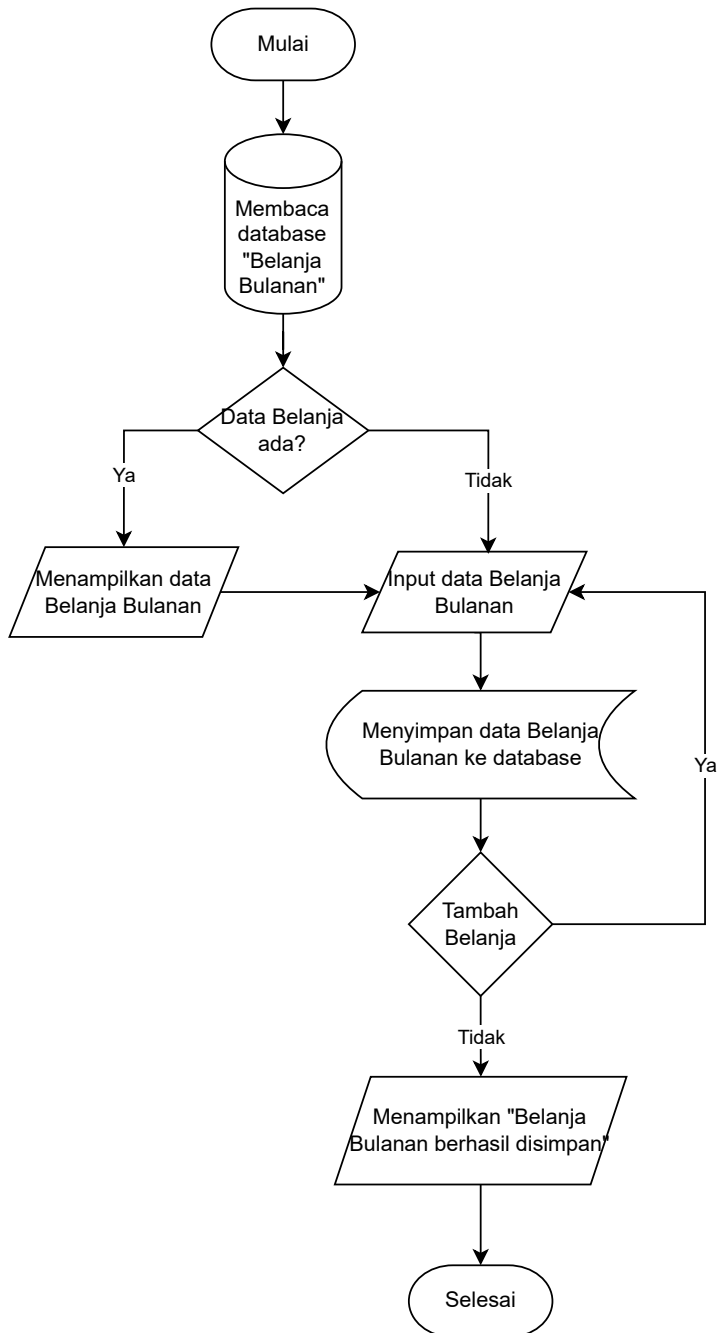 Mulai
Membaca
database
"Belanja
Bulanan"
Data Belanja
ada?
Ya
Tidak
Menampilkan data
Belanja Bulanan
Input data Belanja
Bulanan
Menyimpan data Belanja
Bulanan ke database
Ya
Tambah
Belanja
Tidak
Menampilkan "Belanja
Bulanan berhasil disimpan"
Selesai